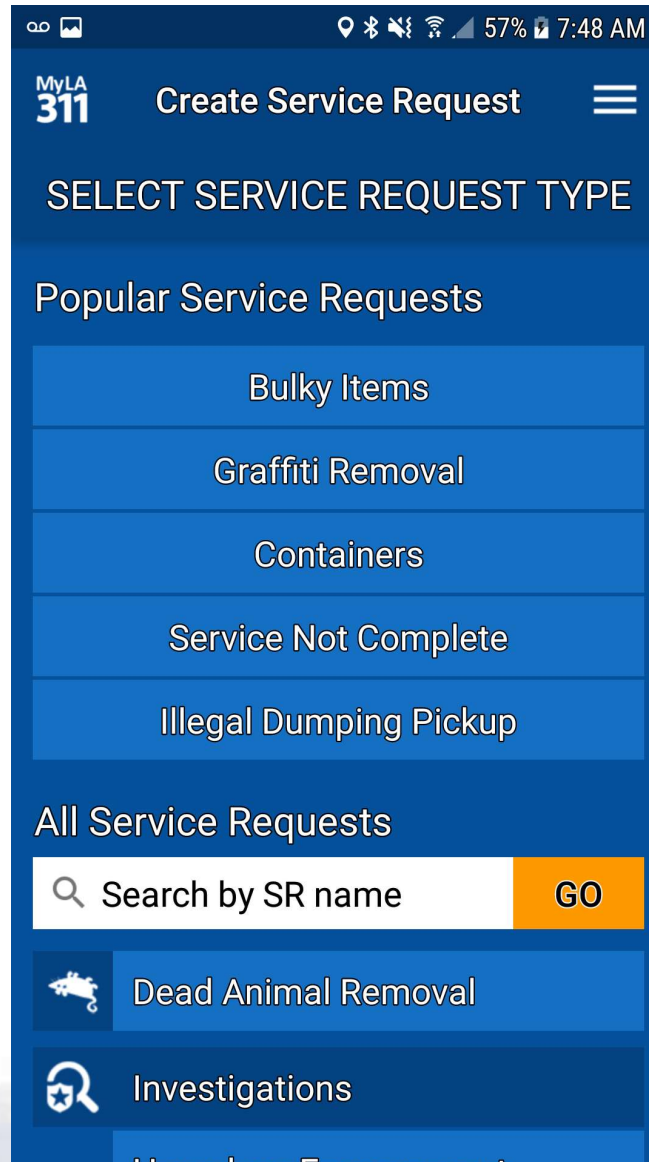 57% 7:48 AM
MyLA
311
Create Service Request
SELECT SERVICE REQUEST TYPE
Popular Service Requests
Bulky Items
Graffiti Removal
Containers
Service Not Complete
Illegal Dumping Pickup
All Service Requests
Search by SR name
GO
Dead Animal Removal
Investigations